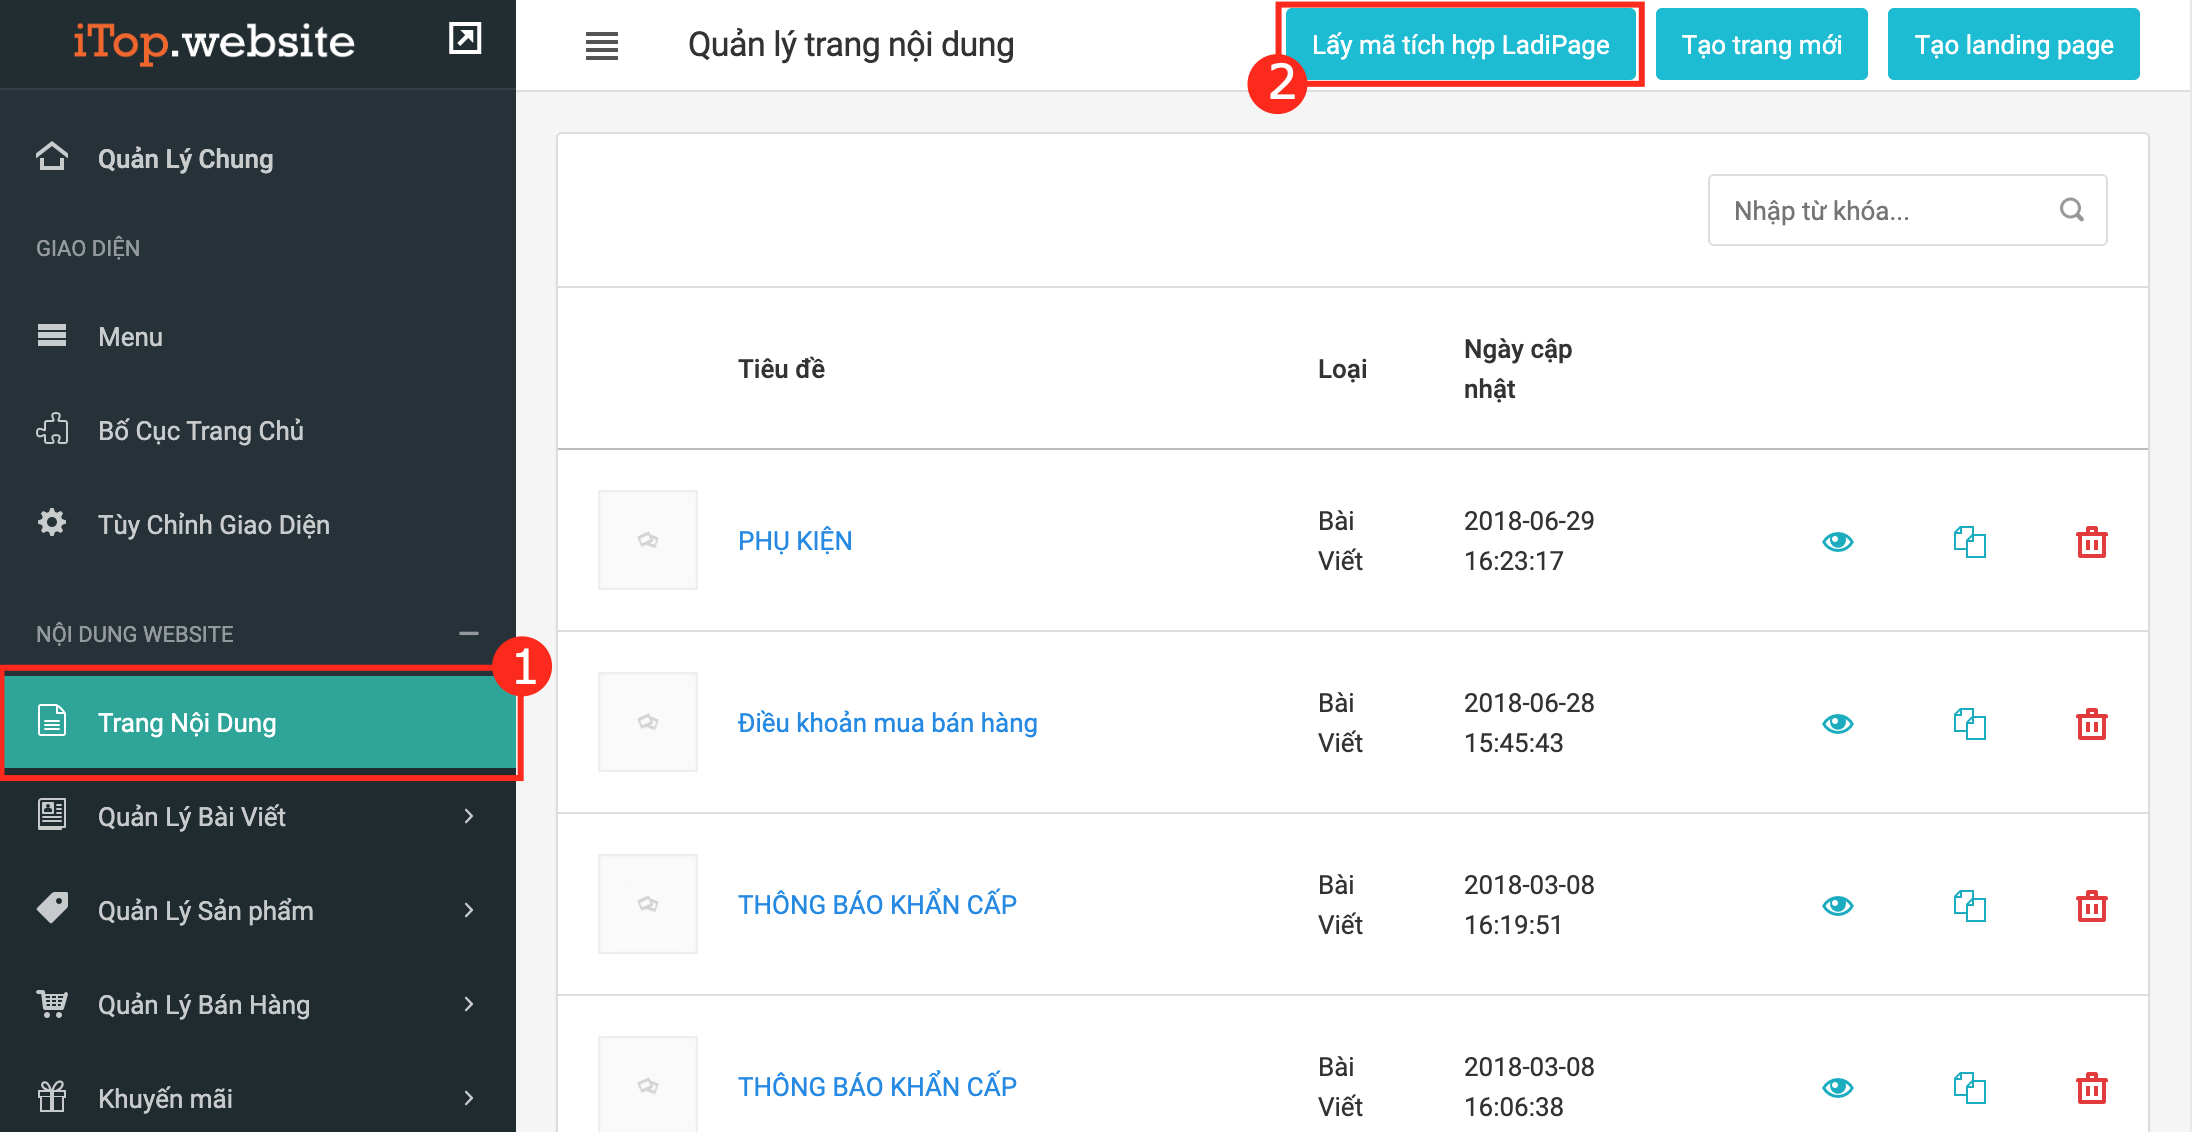 iTop.website
Quản lý trang nội dung
Lấy mã tích hợp LadiPage
Tạo trang mới
Tạo landing page
2
Quản Lý Chung
GIAO DIỆN
Menu
Bố Cục Trang Chủ
Tùy Chỉnh Giao Diện
NỘI DUNG WEBSITE
1
Trang Nội Dung
Quản Lý Bài Viết
Quản Lý Sản phẩm
Quản Lý Bán Hàng
Khuyến mãi
Nhập từ khóa...
Tiêu đề
Loại
Ngày cập
nhật
PHỤ KIỆN
Bài
Viết
2018-06-29
16:23:17
Điều khoản mua bán hàng
Bài
Viết
2018-06-28
15:45:43
THÔNG BÁO KHẨN CẤP
Bài
Viết
2018-03-08
16:19:51
THÔNG BÁO KHẨN CẤP
Bài
Viết
2018-03-08
16:06:38